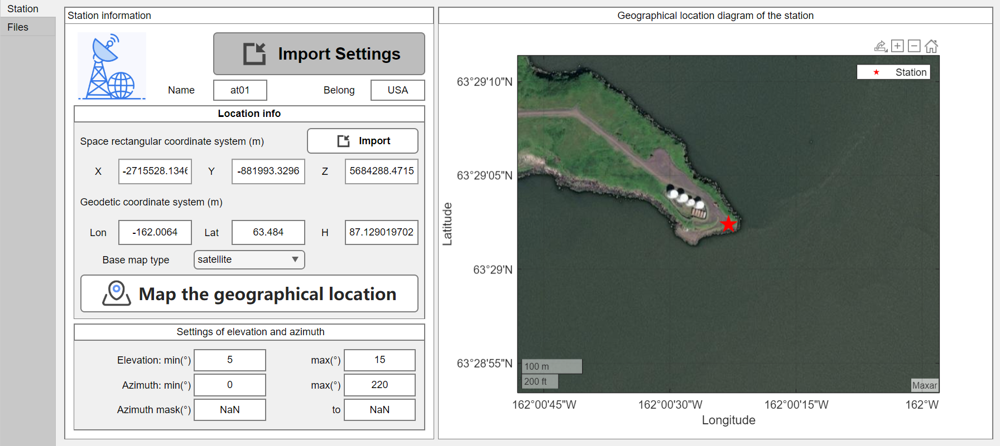 Station
Files
Station information
Import Settings
Name at01 Belong USA
Location info
Space rectangular coordinate system (m) Import
X -2715528.134 Y -881993.3296 Z 5684288.4715
Geodetic coordinate system (m)
Lon -162.0064 Lat 63.484 H 87.129019702
Base map type satellite
Map the geographical location
Settings of elevation and azimuth
Elevation: min(°) 5 max(°) 15
Azimuth: min(°) 0 max(°) 220
Azimuth mask(°) NaN to NaN
Geographical location diagram of the station
Station
63°29'10"N
63°29'05"N
63°29'N
63°28'55"N
Latitude
100 m
200 ft
Maxar
162°00'45"W 162°00'30"W 162°00'15"W 162°W
Longitude